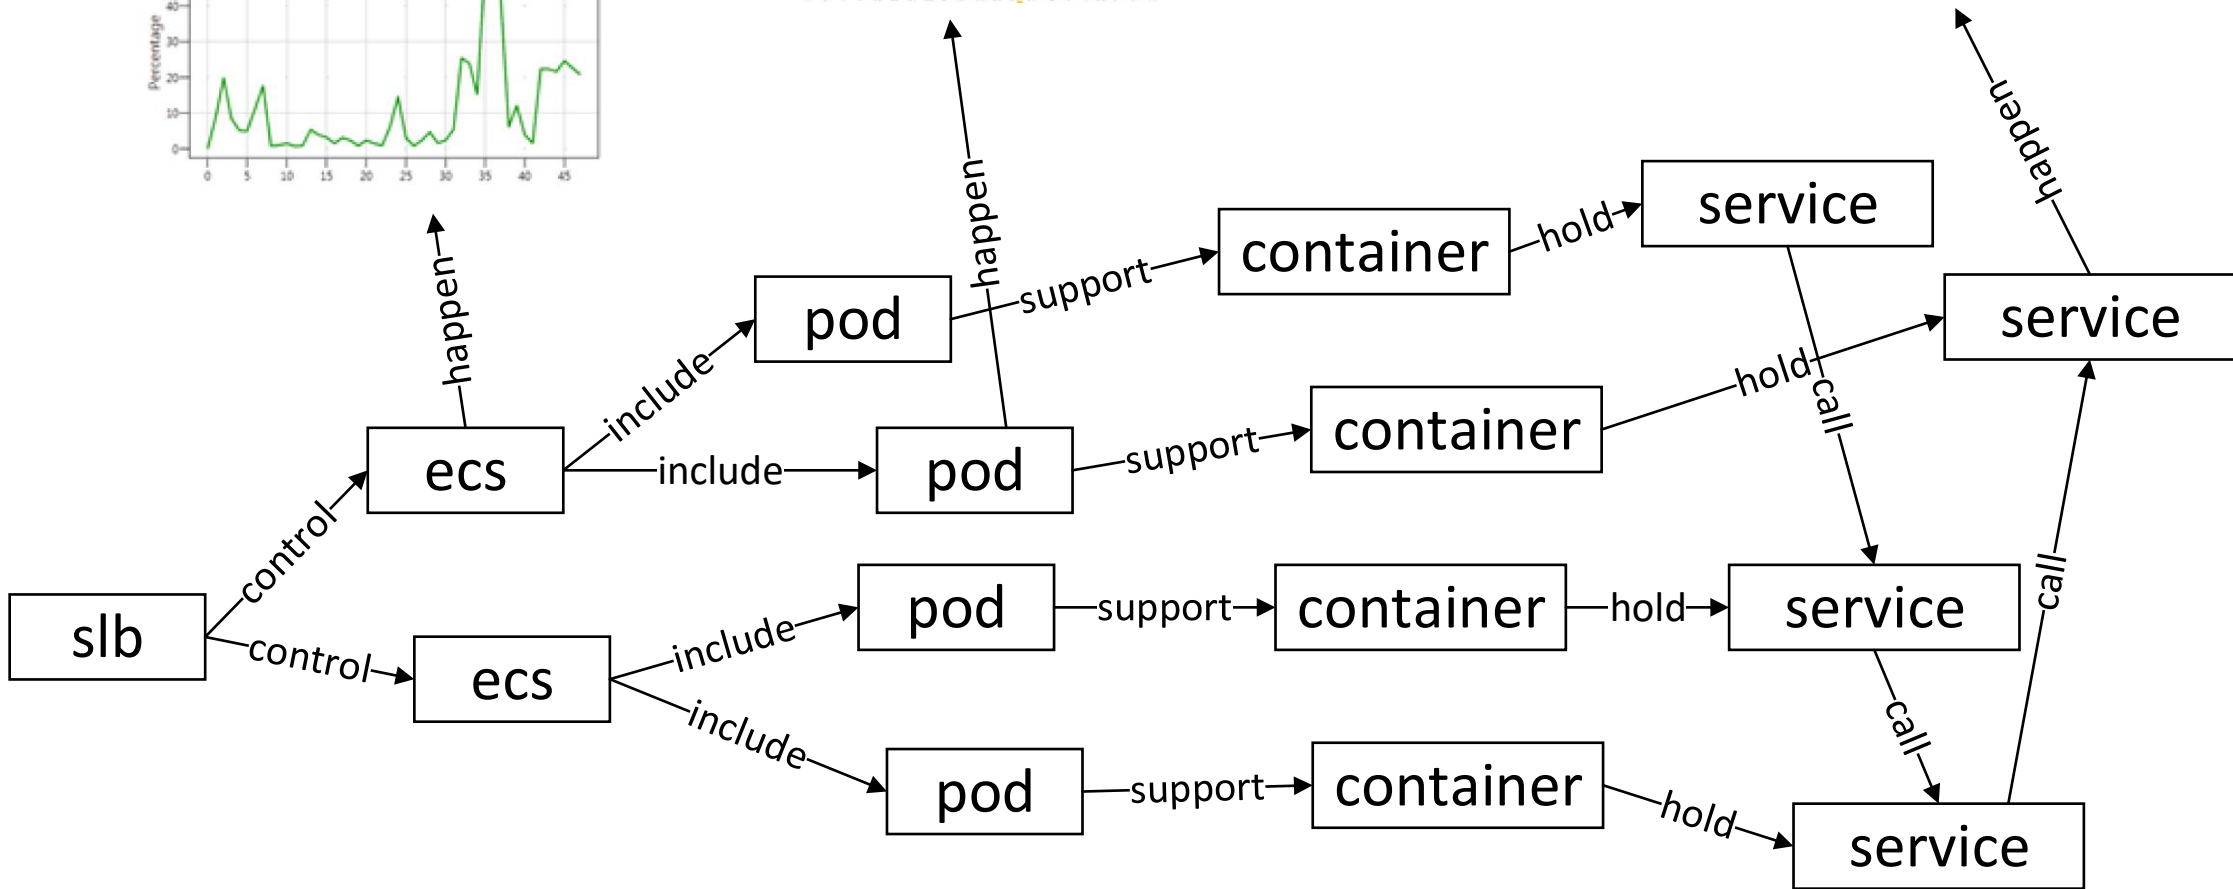 40
30
20
10
0
Percentage
0 5 10 15 20 25 30 35 40 45
happen
happen
happen
service
hold
container
support
pod
service
include
hold
call
container
support
ecs
include
pod
control
call
slb
control
pod
support
container
hold
service
include
ecs
include
call
pod
support
container
hold
service